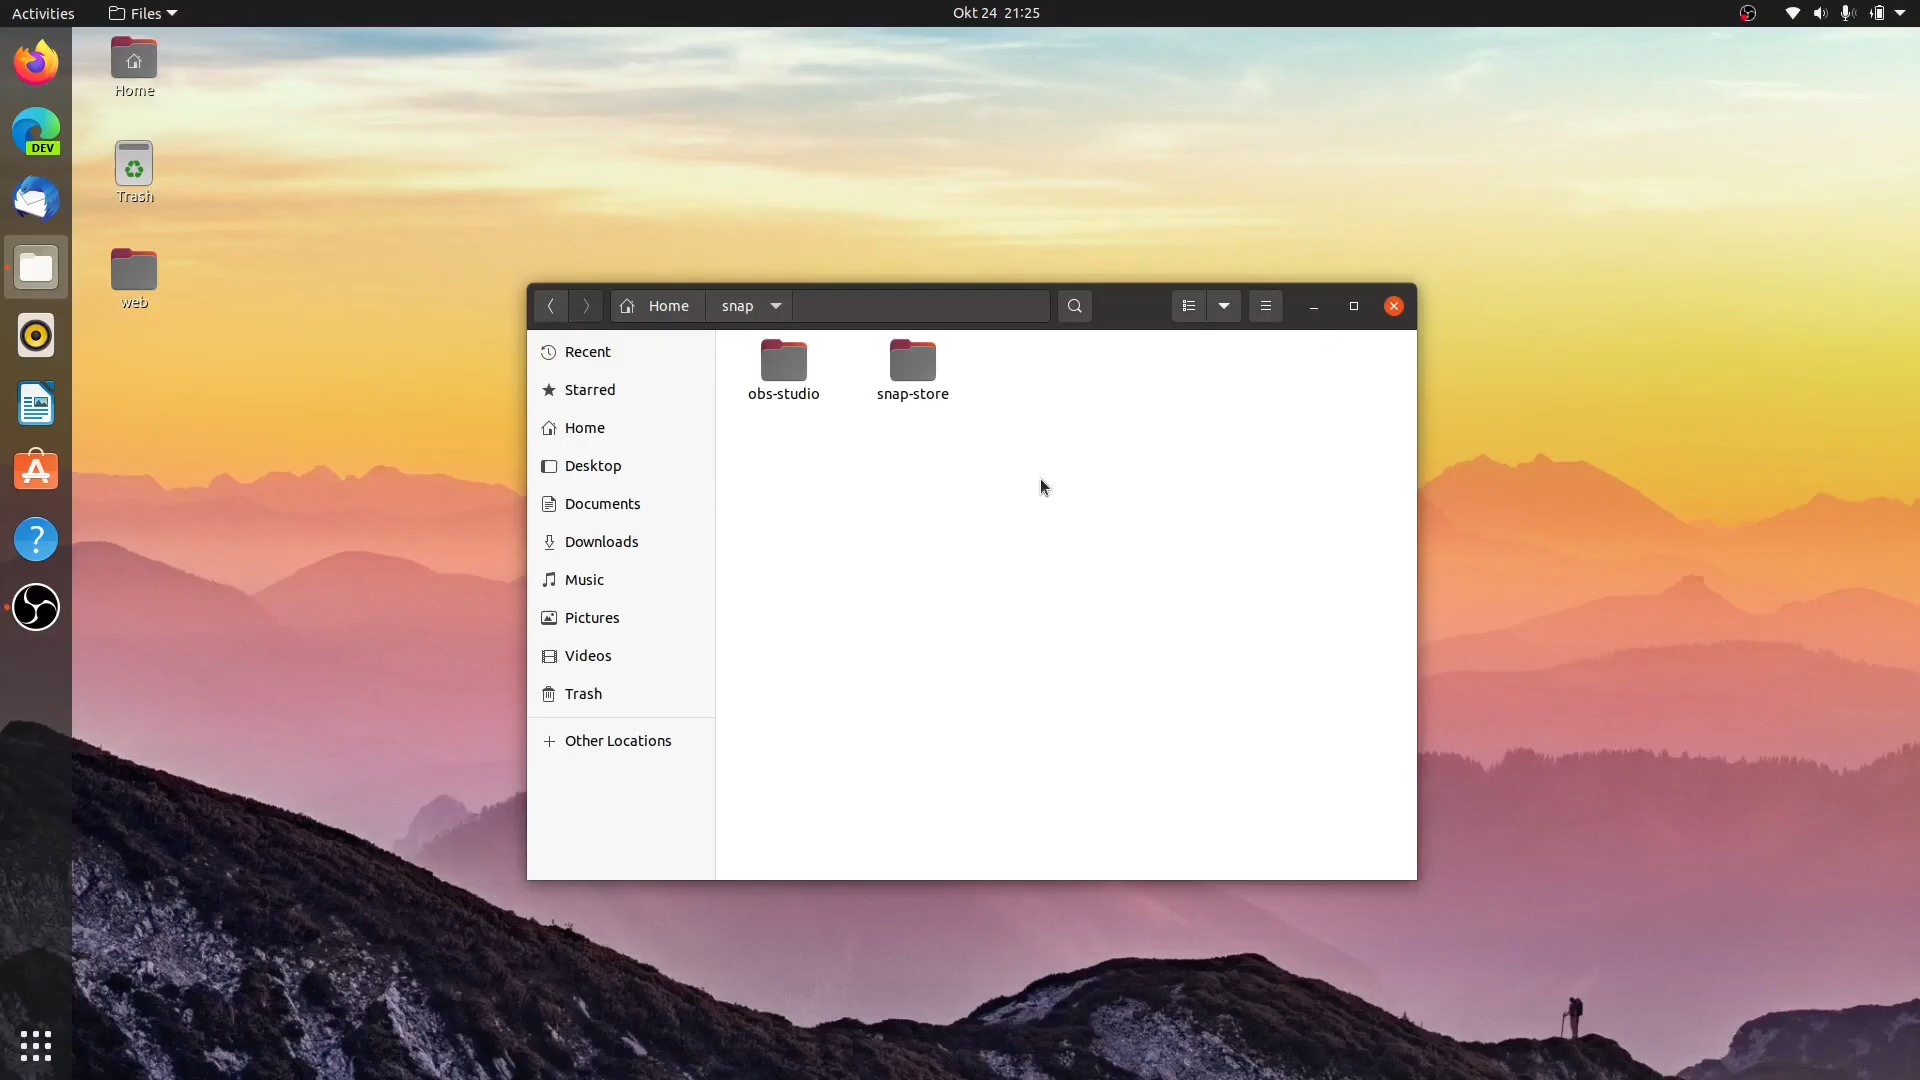 Activities
Files
Okt 24 21:25
Home
DEV
Trash
web
Home
snap
Recent
obs-studio
snap-store
Starred
Home
Desktop
Documents
Downloads
Music
Pictures
Videos
Trash
Other Locations